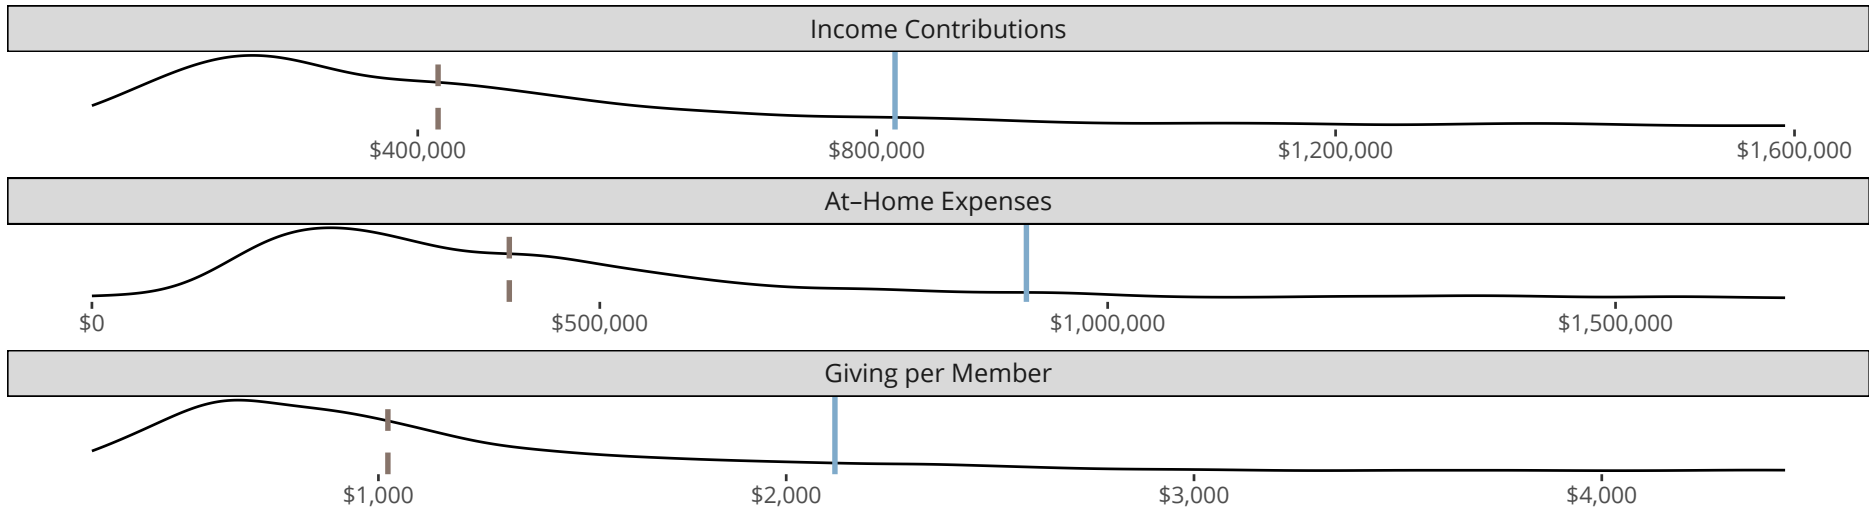 Income Contributions
$400,000 $800,000 $1,200,000 $1,600,000
At–Home Expenses
$0 $500,000 $1,000,000 $1,500,000
Giving per Member
$1,000 $2,000 $3,000 $4,000